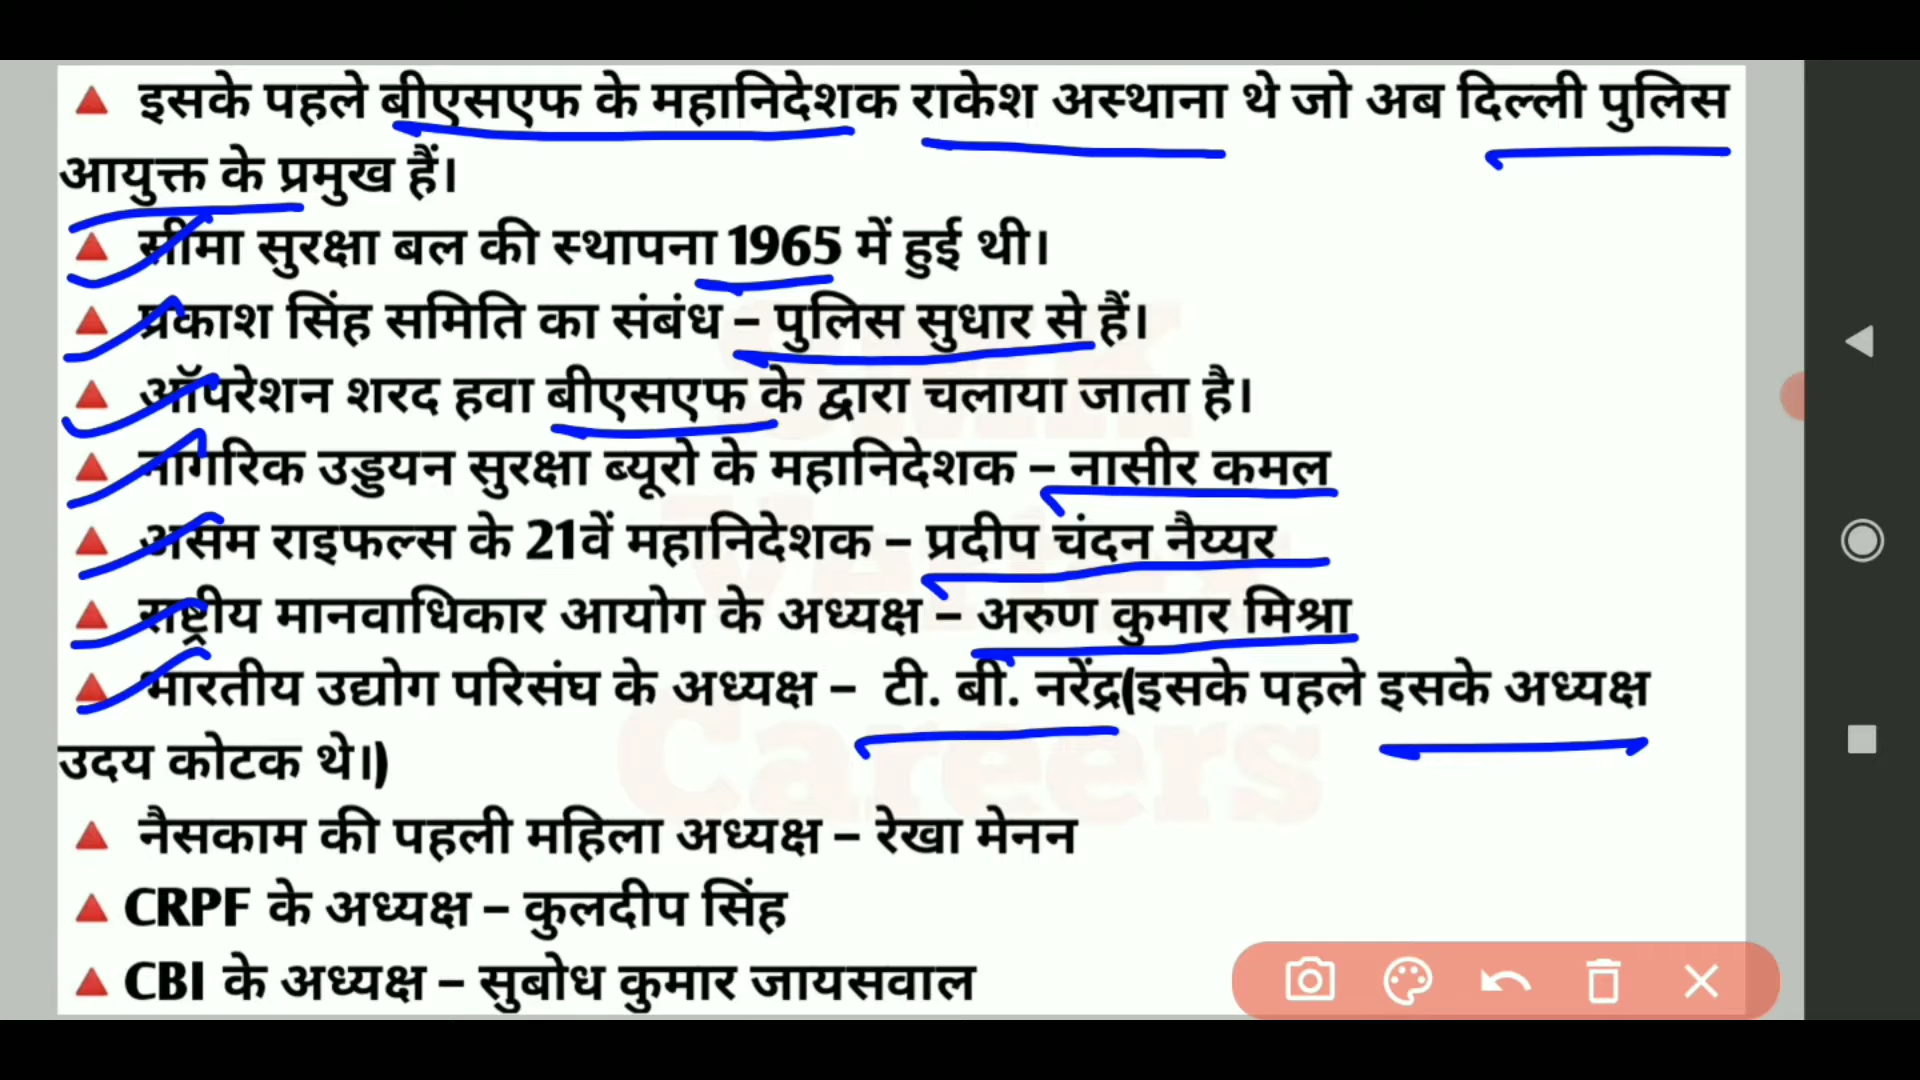 🔺 इसके पहले बीएसएफ के महानिदेशक राकेश अस्थाना थे जो अब दिल्ली पुलिस
आयुक्त के प्रमुख हैं।
🔺 सीमा सुरक्षा बल की स्थापना 1965 में हुई थी।
🔺 प्रकाश सिंह समिति का संबंध – पुलिस सुधार से हैं।
🔺 ऑपरेशन शरद हवा बीएसएफ के द्वारा चलाया जाता है।
🔺 नागरिक उड्डयन सुरक्षा ब्यूरो के महानिदेशक – नासीर कमल
🔺 असम राइफल्स के 21वें महानिदेशक – प्रदीप चंदन नैय्यर
🔺 राष्ट्रीय मानवाधिकार आयोग के अध्यक्ष – अरुण कुमार मिश्रा
🔺 भारतीय उद्योग परिसंघ के अध्यक्ष – टी. बी. नरेंद्र(इसके पहले इसके अध्यक्ष
उदय कोटक थे।)
🔺 नैसकाम की पहली महिला अध्यक्ष – रेखा मेनन
🔺CRPF के अध्यक्ष – कुलदीप सिंह
🔺CBI के अध्यक्ष – सुबोध कुमार जायसवाल
Careers